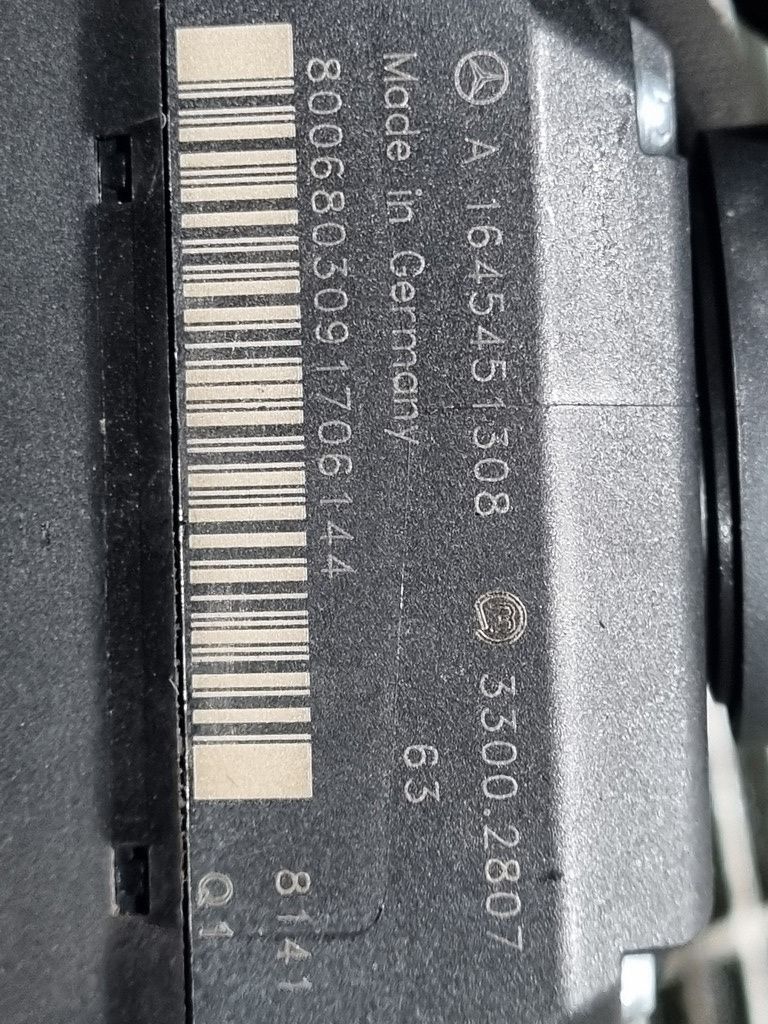 A 1645451308 3300.2807
Made in Germany 63
8006803091706144
8141
Q1